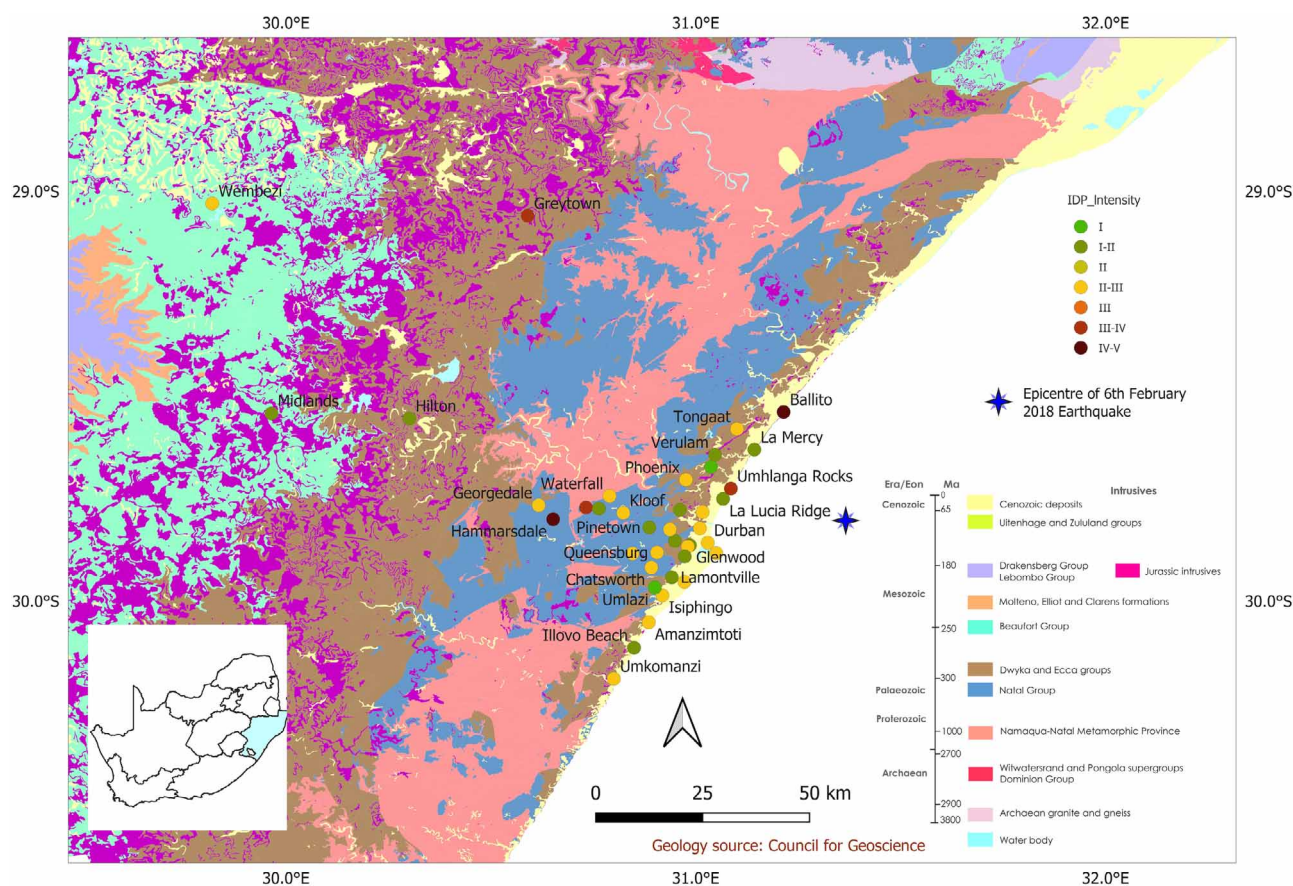 30.0°E 31.0°E 32.0°E
29.0°S 29.0°S
Wembezi
Greytown
IDP_Intensity
I
I-II
II
II-III
III
III-IV
IV-V
Epicentre of 6th February
2018 Earthquake
Midlands
Hilton
Ballito
Tongaat
La Mercy
Verulam
Phoenix
Umhlanga Rocks
Waterfall
Georgedale
Kloof
La Lucia Ridge
Hammarsdale
Pinetown
Durban
Queensburg
Glenwood
Chatsworth
Lamontville
Umlazi
Isiphingo
Illovo Beach
Amanzimtoti
Umkomanzi
30.0°S 30.0°S
Era/Eon Ma Intrusives
0
Cenozoic
65
Cenozoic deposits
Uitenhage and Zululand groups
180
Drakensberg Group
Lebombo Group
Jurassic intrusives
Mesozoic
Molteno, Elliot and Clarens formations
250
Beaufort Group
Dwyka and Ecca groups
300
Palaeozoic
Natal Group
Proterozoic
1000
Namaqua-Natal Metamorphic Province
2700
Archaean
Witwatersrand and Pongola supergroups
Dominion Group
2900
Archaean granite and gneiss
3800
Water body
0 25 50 km
Geology source: Council for Geoscience
30.0°E 31.0°E 32.0°E